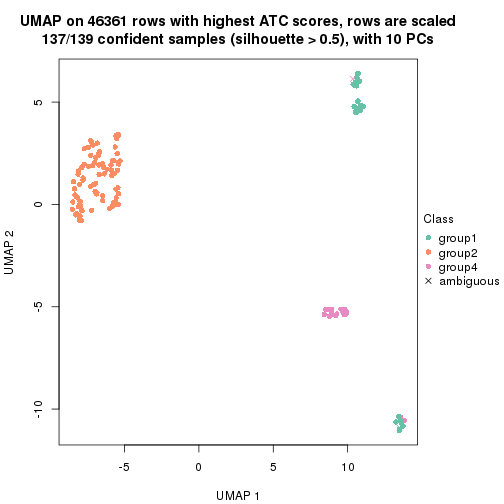 UMAP on 46361 rows with highest ATC scores, rows are scaled
137/139 confident samples (silhouette > 0.5), with 10 PCs
5
0
-5
-10
UMAP 2
-5
0
5
10
UMAP 1
Class
group1
group2
group4
ambiguous